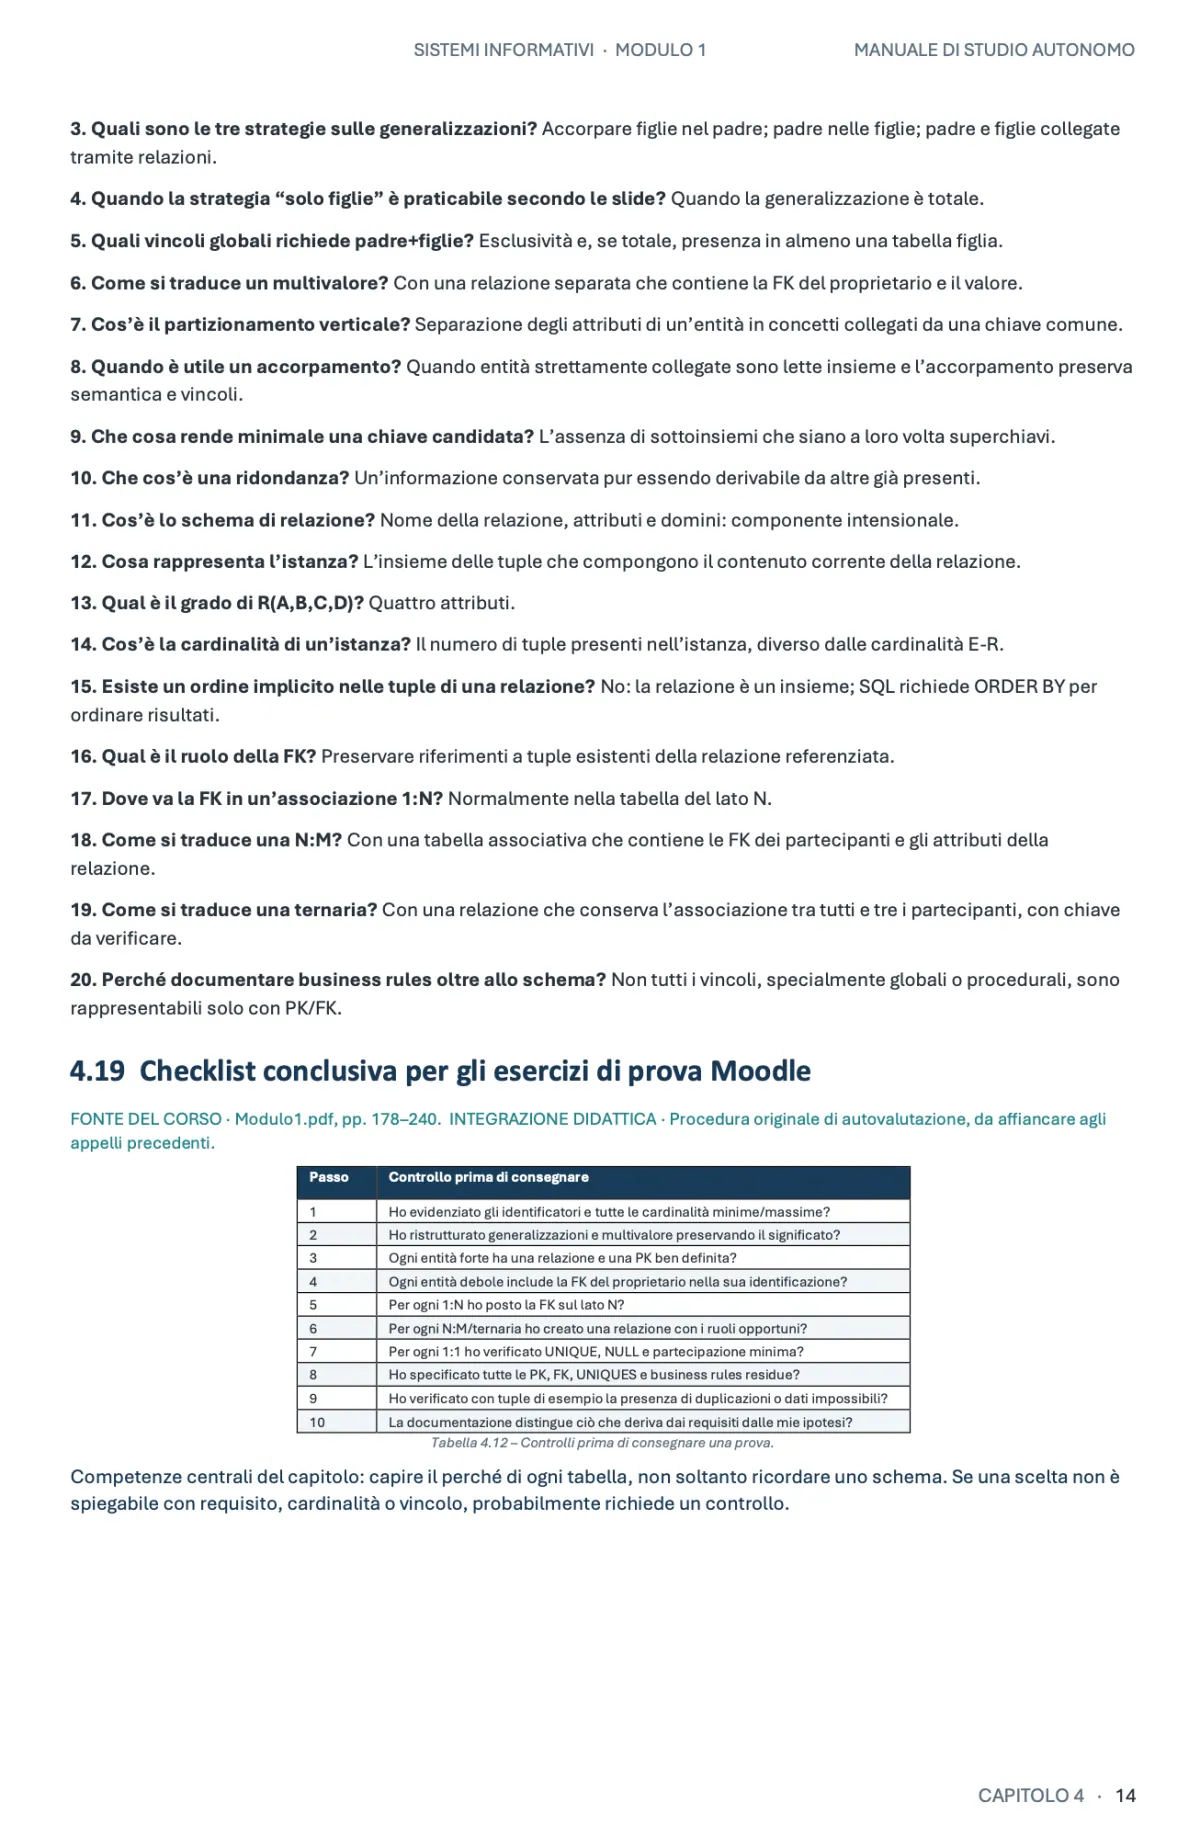 SISTEMI INFORMATIVI · MODULO 1 MANUALE DI STUDIO AUTONOMO
3. Quali sono le tre strategie sulle generalizzazioni? Accorpare figlie nel padre; padre nelle figlie; padre e figlie collegate
tramite relazioni.
4. Quando la strategia “solo figlie” è praticabile secondo le slide? Quando la generalizzazione è totale.
5. Quali vincoli globali richiede padre+figlie? Esclusività e, se totale, presenza in almeno una tabella figlia.
6. Come si traduce un multivalore? Con una relazione separata che contiene la FK del proprietario e il valore.
7. Cos’è il partizionamento verticale? Separazione degli attributi di un’entità in concetti collegati da una chiave comune.
8. Quando è utile un accorpamento? Quando entità strettamente collegate sono lette insieme e l’accorpamento preserva
semantica e vincoli.
9. Che cosa rende minimale una chiave candidata? L’assenza di sottoinsiemi che siano a loro volta superchiavi.
10. Che cos’è una ridondanza? Un’informazione conservata pur essendo derivabile da altre già presenti.
11. Cos’è lo schema di relazione? Nome della relazione, attributi e domini: componente intensionale.
12. Cosa rappresenta l’istanza? L’insieme delle tuple che compongono il contenuto corrente della relazione.
13. Qual è il grado di R(A,B,C,D)? Quattro attributi.
14. Cos’è la cardinalità di un’istanza? Il numero di tuple presenti nell’istanza, diverso dalle cardinalità E-R.
15. Esiste un ordine implicito nelle tuple di una relazione? No: la relazione è un insieme; SQL richiede ORDER BY per
ordinare risultati.
16. Qual è il ruolo della FK? Preservare riferimenti a tuple esistenti della relazione referenziata.
17. Dove va la FK in un’associazione 1:N? Normalmente nella tabella del lato N.
18. Come si traduce una N:M? Con una tabella associativa che contiene le FK dei partecipanti e gli attributi della
relazione.
19. Come si traduce una ternaria? Con una relazione che conserva l’associazione tra tutti e tre i partecipanti, con chiave
da verificare.
20. Perché documentare business rules oltre allo schema? Non tutti i vincoli, specialmente globali o procedurali, sono
rappresentabili solo con PK/FK.
4.19 Checklist conclusiva per gli esercizi di prova Moodle
FONTE DEL CORSO · Modulo1.pdf, pp. 178–240. INTEGRAZIONE DIDATTICA · Procedura originale di autovalutazione, da affiancare agli
appelli precedenti.
Passo Controllo prima di consegnare
1 Ho evidenziato gli identificatori e tutte le cardinalità minime/massime?
2 Ho ristrutturato generalizzazioni e multivalore preservando il significato?
3 Ogni entità forte ha una relazione e una PK ben definita?
4 Ogni entità debole include la FK del proprietario nella sua identificazione?
5 Per ogni 1:N ho posto la FK sul lato N?
6 Per ogni N:M/ternaria ho creato una relazione con i ruoli opportuni?
7 Per ogni 1:1 ho verificato UNIQUE, NULL e partecipazione minima?
8 Ho specificato tutte le PK, FK, UNIQUES e business rules residue?
9 Ho verificato con tuple di esempio la presenza di duplicazioni o dati impossibili?
10 La documentazione distingue ciò che deriva dai requisiti dalle mie ipotesi?
Tabella 4.12 – Controlli prima di consegnare una prova.
Competenze centrali del capitolo: capire il perché di ogni tabella, non soltanto ricordare uno schema. Se una scelta non è
spiegabile con requisito, cardinalità o vincolo, probabilmente richiede un controllo.
CAPITOLO 4 · 14